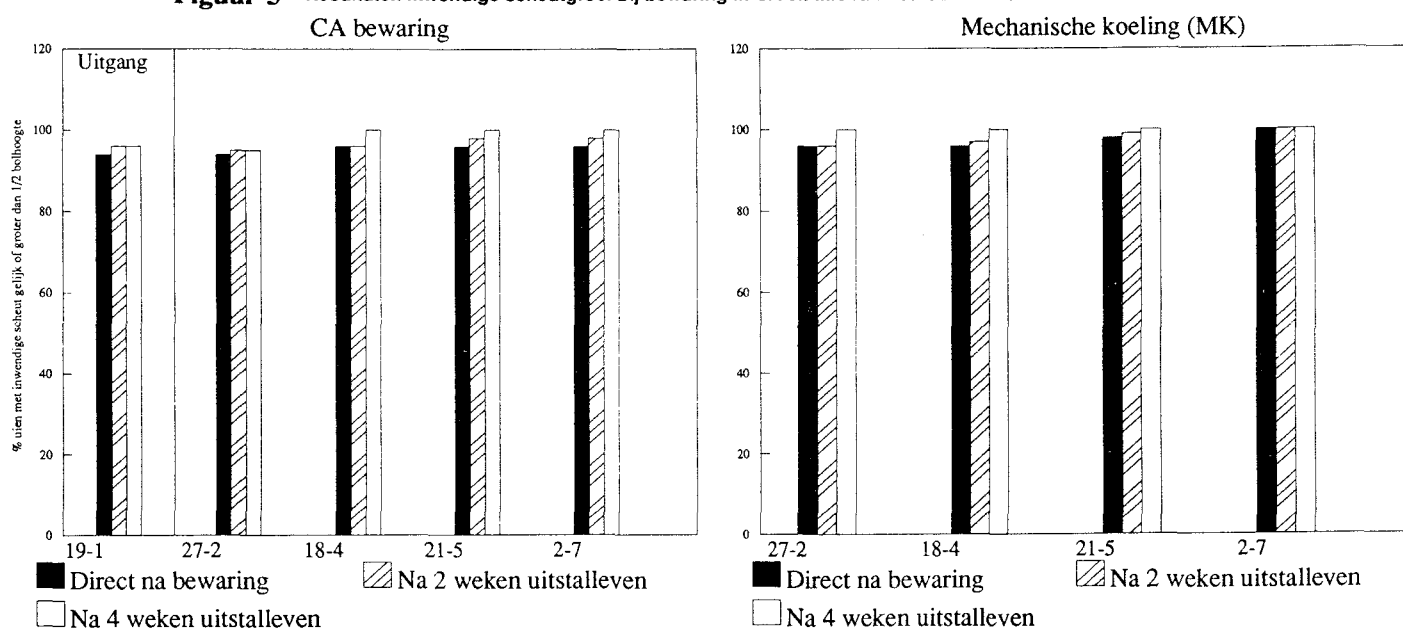 Figuur
CA bewaring
120
Uitgang
100
80
60
40
20
0
% uien met inwendige scheut gelijk of groter dan 1/2 bolhoogte
19-1 27-2 18-4 21-5 2-7
Direct na bewaring Na 2 weken uitstalleven
Na 4 weken uitstalleven
Mechanische koeling (MK)
120
100
80
60
40
20
0
27-2 18-4 21-5 2-7
Direct na bewaring Na 2 weken uitstalleven
Na 4 weken uitstalleven